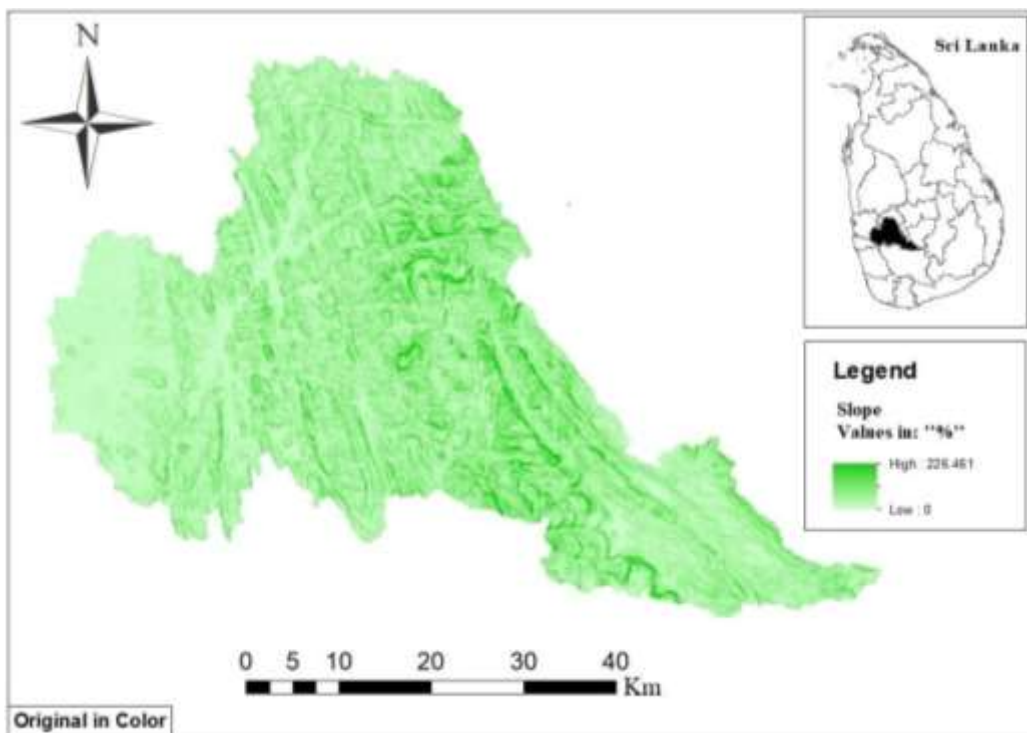 N
Sri Lanka
Legend
Slope
Values in: "%"
High : 226.461
Low : 0
0 5 10 20 30 40
Km
Original in Color